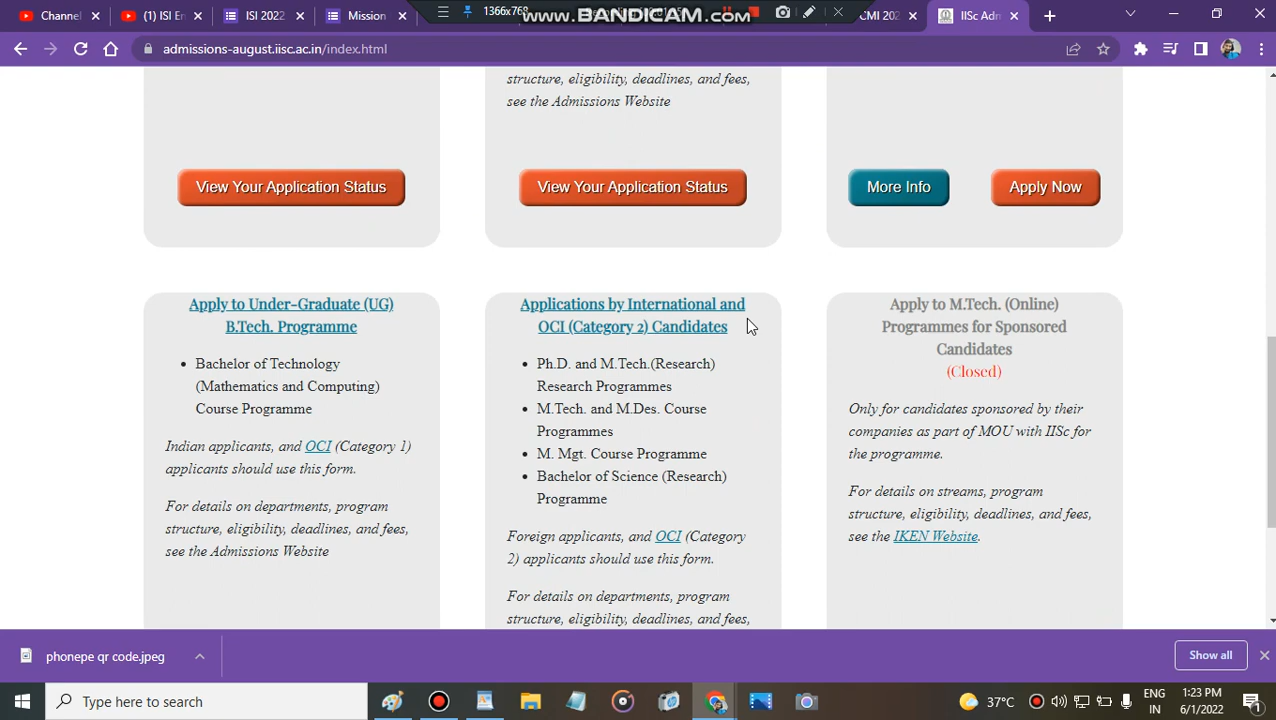 Channel
(1) ISI En
ISI 2022
Mission
1366x768
www.BANDICAM.com
CMI 202
IISc Adm
admissions-august.iisc.ac.in/index.html
structure, eligibility, deadlines, and fees,
see the Admissions Website
View Your Application Status
View Your Application Status
More Info
Apply Now
Apply to Under-Graduate (UG)
B.Tech. Programme
Bachelor of Technology
(Mathematics and Computing)
Course Programme
Indian applicants, and OCI (Category 1)
applicants should use this form.
For details on departments, program
structure, eligibility, deadlines, and fees,
see the Admissions Website
Applications by International and
OCI (Category 2) Candidates
Ph.D. and M.Tech.(Research)
Research Programmes
M.Tech. and M.Des. Course
Programmes
M. Mgt. Course Programme
Bachelor of Science (Research)
Programme
Foreign applicants, and OCI (Category
2) applicants should use this form.
For details on departments, program
structure, eligibility, deadlines, and fees,
Apply to M.Tech. (Online)
Programmes for Sponsored
Candidates
(Closed)
Only for candidates sponsored by their
companies as part of MOU with IISc for
the programme.
For details on streams, program
structure, eligibility, deadlines, and fees,
see the IKEN Website.
phonepe qr code.jpeg
Show all
Type here to search
37°C
ENG
IN
1:23 PM
6/1/2022
1